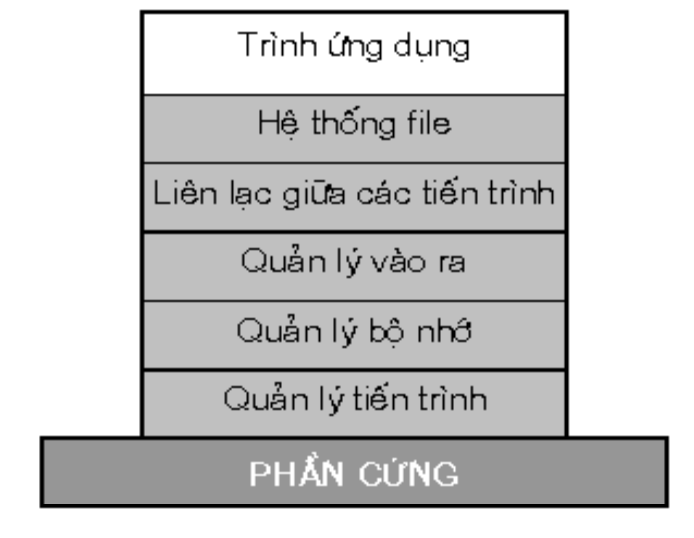 Trình ứng dụng
Hệ thống file
Liên lạc giữa các tiến trình
Quản lý vào ra
Quản lý bộ nhớ
Quản lý tiến trình
PHẦN CỨNG